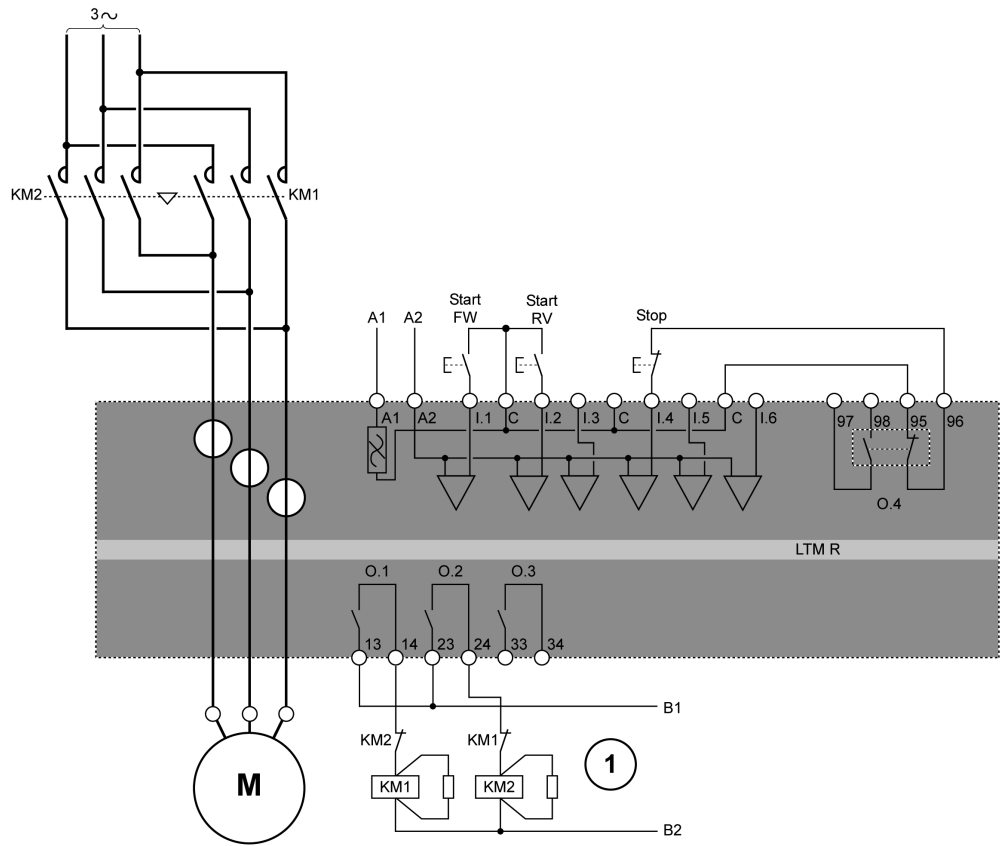 3~
KM2 KM1
A1 A2 Start FW Start RV Stop
A1 A2 I.1 C I.2 I.3 C I.4 I.5 C I.6 97 98 95 96
O.4
LTM R
O.1 O.2 O.3
13 14 23 24 33 34
B1
KM2 KM1
1
M KM1 KM2
B2